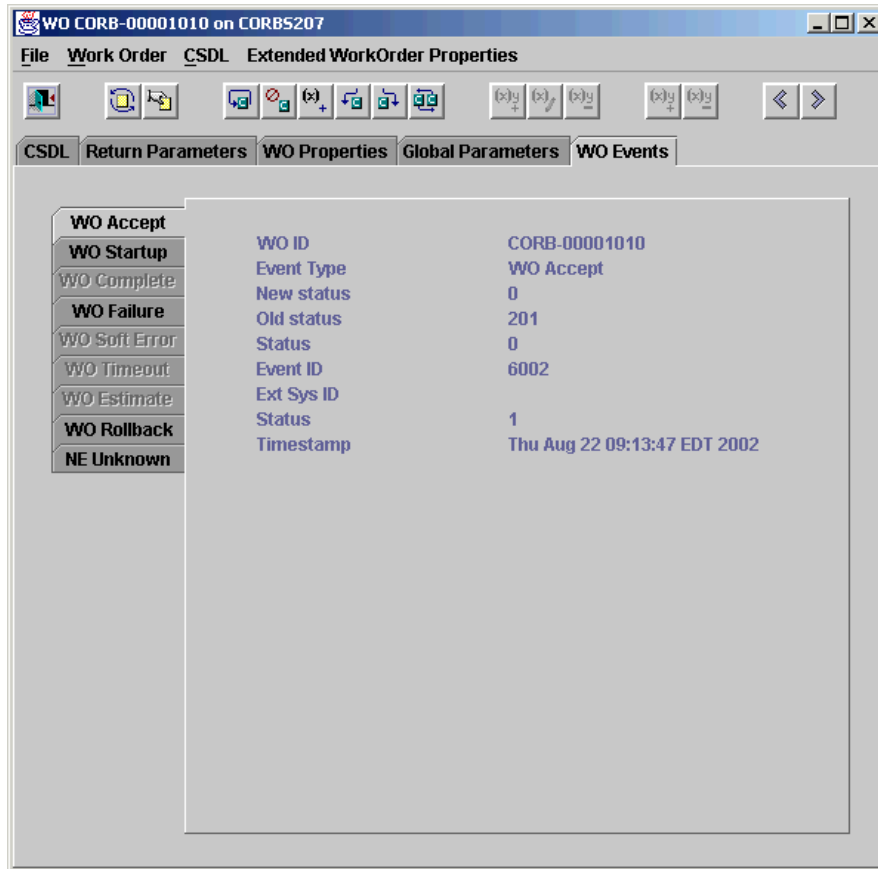 WO CORB-00001010 on CORBS207
File Work Order CSDL Extended WorkOrder Properties
CSDL Return Parameters WO Properties Global Parameters WO Events
WO Accept
WO Startup
WO Complete
WO Failure
WO Soft Error
WO Timeout
WO Estimate
WO Rollback
NE Unknown
WO ID CORB-00001010
Event Type WO Accept
New status 0
Old status 201
Status 0
Event ID 6002
Ext Sys ID
Status 1
Timestamp Thu Aug 22 09:13:47 EDT 2002